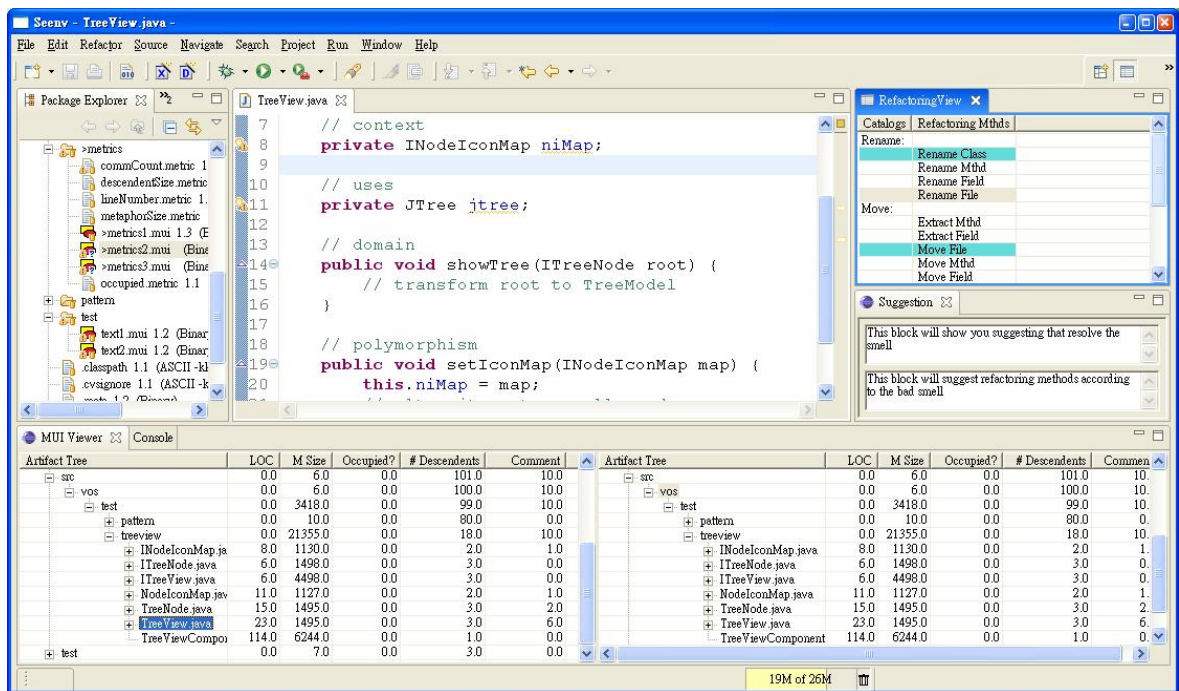 Seenv - TreeView.java -
File Edit Refactor Source Navigate Search Project Run Window Help
Package Explorer
2
>metrics
commCount.metric 1
descendentSize.metric
lineNumber.metric 1.
metaphorSize.metric
>metrics1.mui 1.3 (E
>metrics2.mui (Bina
>metrics3.mui (Bina
occupied.metric 1.1
pattern
test
text1.mui 1.2 (Binar
text2.mui 1.2 (Binar
.classpath 1.1 (ASCII -kl
.cvsignore 1.1 (ASCII -k
TreeView.java
7 // context
8 private INodeIconMap niMap;
9
10 // uses
11 private JTree jtree;
12
13 // domain
14 public void showTree(ITreeNode root) {
15 // transform root to TreeModel
16 }
17
18 // polymorphism
19 public void setIconMap(INodeIconMap map) {
20 this.niMap = map;
RefactoringView
Catalogs Refactoring Mthds
Rename:
Rename Class
Rename Mthd
Rename Field
Rename File
Move:
Extract Mthd
Extract Field
Move File
Move Mthd
Move Field
Suggestion
This block will show you suggesting that resolve the
smell
This block will suggest refactoring methods according
to the bad smell
MUI Viewer Console
Artifact Tree LOC M Size Occupied? # Descendents Comment
src 0.0 6.0 0.0 101.0 10.0
vos 0.0 6.0 0.0 100.0 10.0
test 0.0 3418.0 0.0 99.0 10.0
pattern 0.0 10.0 0.0 80.0 0.0
treeview 0.0 21355.0 0.0 18.0 10.0
INodeIconMap.ja 8.0 1130.0 0.0 2.0 1.0
ITreeNode.java 6.0 1498.0 0.0 3.0 0.0
ITreeView.java 6.0 4498.0 0.0 3.0 0.0
NodeIconMap.jav 11.0 1127.0 0.0 2.0 1.0
TreeNode.java 15.0 1495.0 0.0 3.0 2.0
TreeView.java 23.0 1495.0 0.0 3.0 6.0
TreeViewCompor 114.0 6244.0 0.0 1.0 0.0
test 0.0 7.0 0.0 3.0 0.0
Artifact Tree LOC M Size Occupied? # Descendents Commen
src 0.0 6.0 0.0 101.0 10.
vos 0.0 6.0 0.0 100.0 10.
test 0.0 3418.0 0.0 99.0 10.
pattern 0.0 10.0 0.0 80.0 0.
treeview 0.0 21355.0 0.0 18.0 10.
INodeIconMap.java 8.0 1130.0 0.0 2.0 1.
ITreeNode.java 6.0 1498.0 0.0 3.0 0.
ITreeView.java 6.0 4498.0 0.0 3.0 0.
NodeIconMap.java 11.0 1127.0 0.0 2.0 1.
TreeNode.java 15.0 1495.0 0.0 3.0 2.
TreeView.java 23.0 1495.0 0.0 3.0 6.
TreeViewComponent 114.0 6244.0 0.0 1.0 0.
19M of 26M